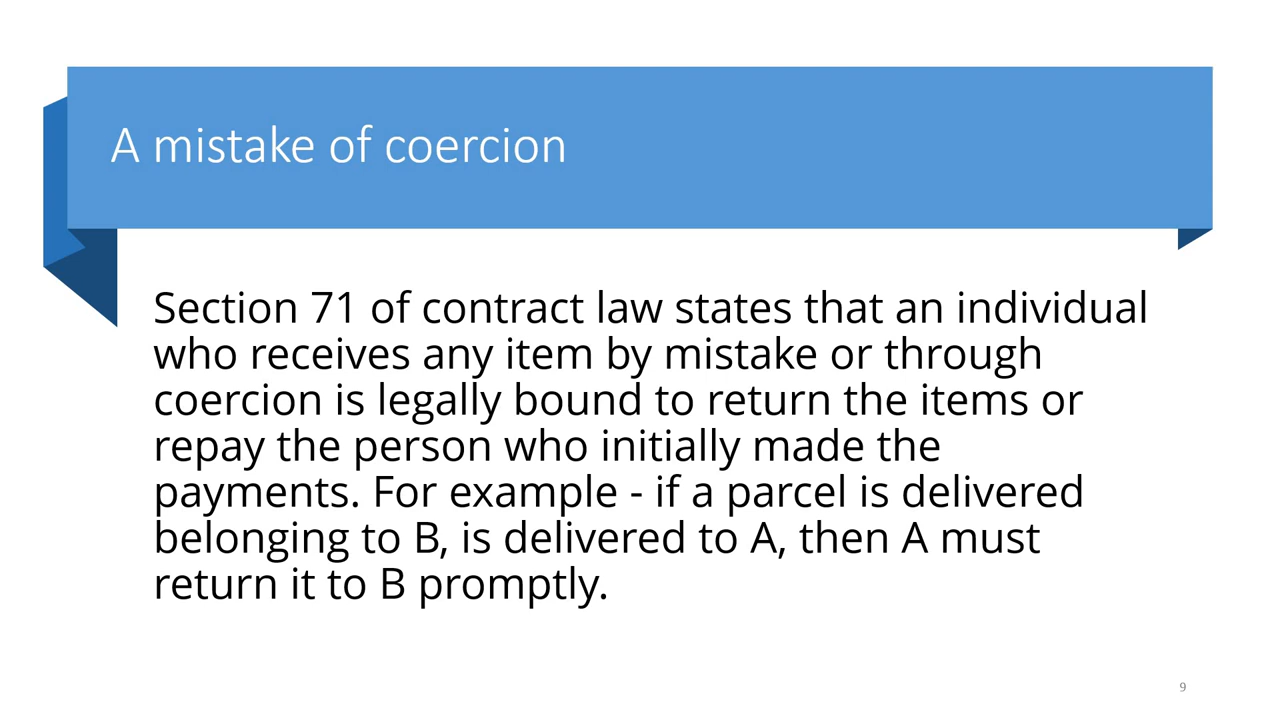 A mistake of coercion
Section 71 of contract law states that an individual
who receives any item by mistake or through
coercion is legally bound to return the items or
repay the person who initially made the
payments. For example - if a parcel is delivered
belonging to B, is delivered to A, then A must
return it to B promptly.
9